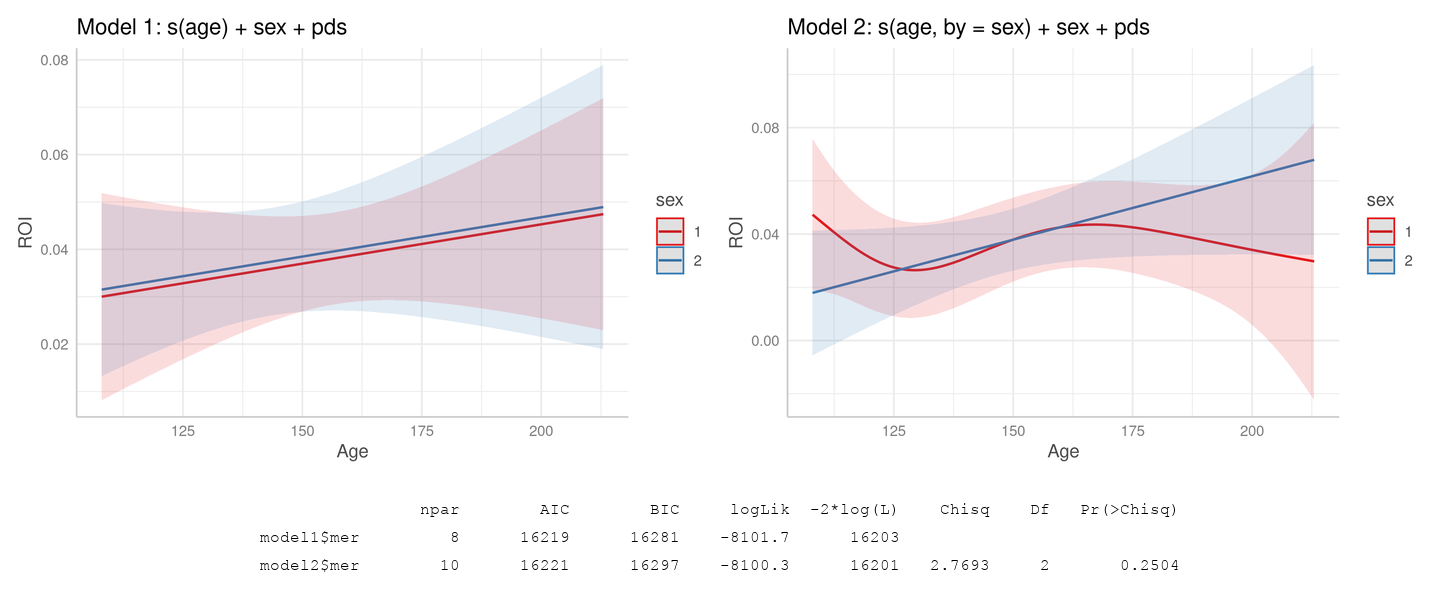 Model 1: s(age) + sex + pds
0.08
0.06
0.04
0.02
ROI
125 150 175 200
Age
sex
1
2
Model 2: s(age, by = sex) + sex + pds
0.08
0.04
0.00
ROI
125 150 175 200
Age
sex
1
2
npar AIC BIC logLik -2*log(L) Chisq Df Pr(>Chisq)
model1$mer 8 16219 16281 -8101.7 16203
model2$mer 10 16221 16297 -8100.3 16201 2.7693 2 0.2504